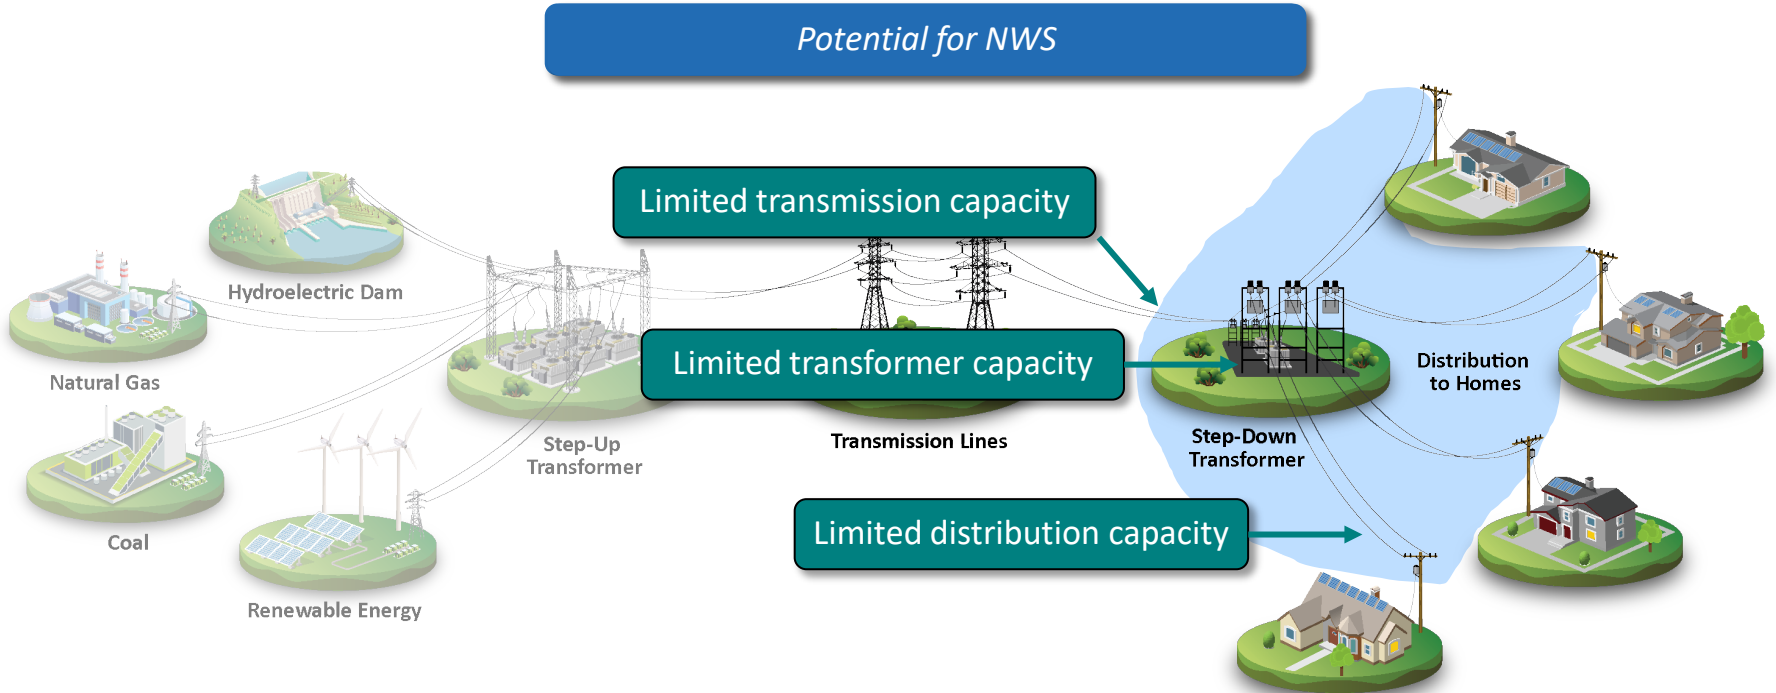 Potential for NWS
Limited transmission capacity
Hydroelectric Dam
Limited transformer capacity
Distribution
to Homes
Natural Gas
Step-Up
Transformer
Transmission Lines
Step-Down
Transformer
Limited distribution capacity
Coal
Renewable Energy